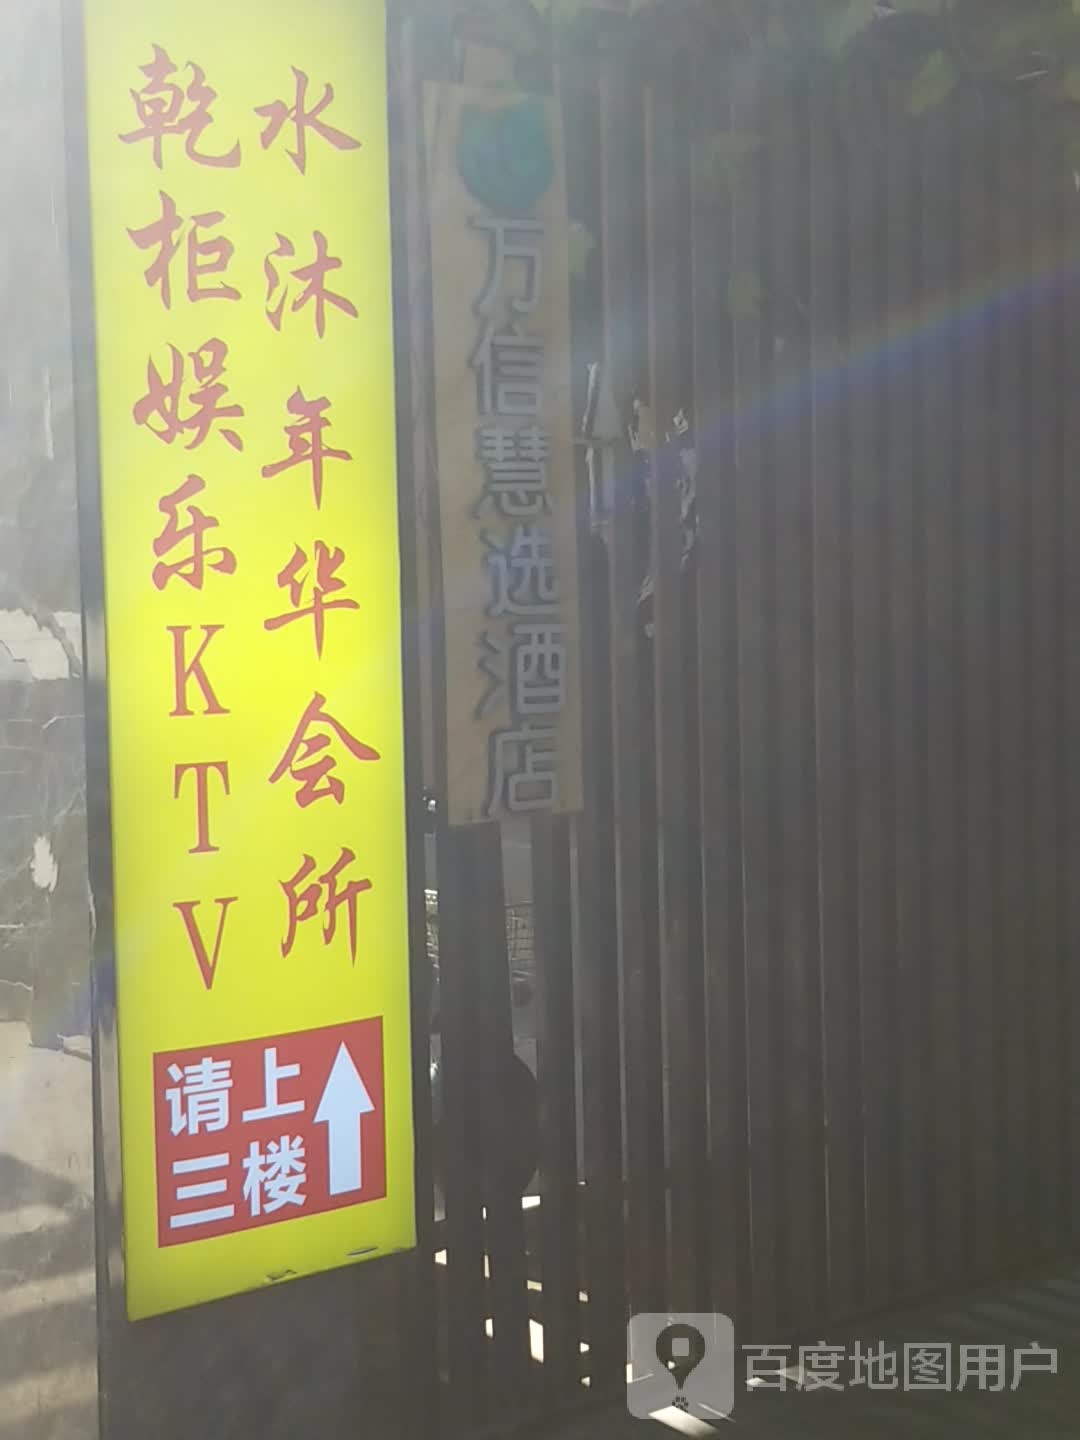 水沐年华会所
乾柜娱乐KTV
请上
三楼
万信慧选酒店
百度地图用户